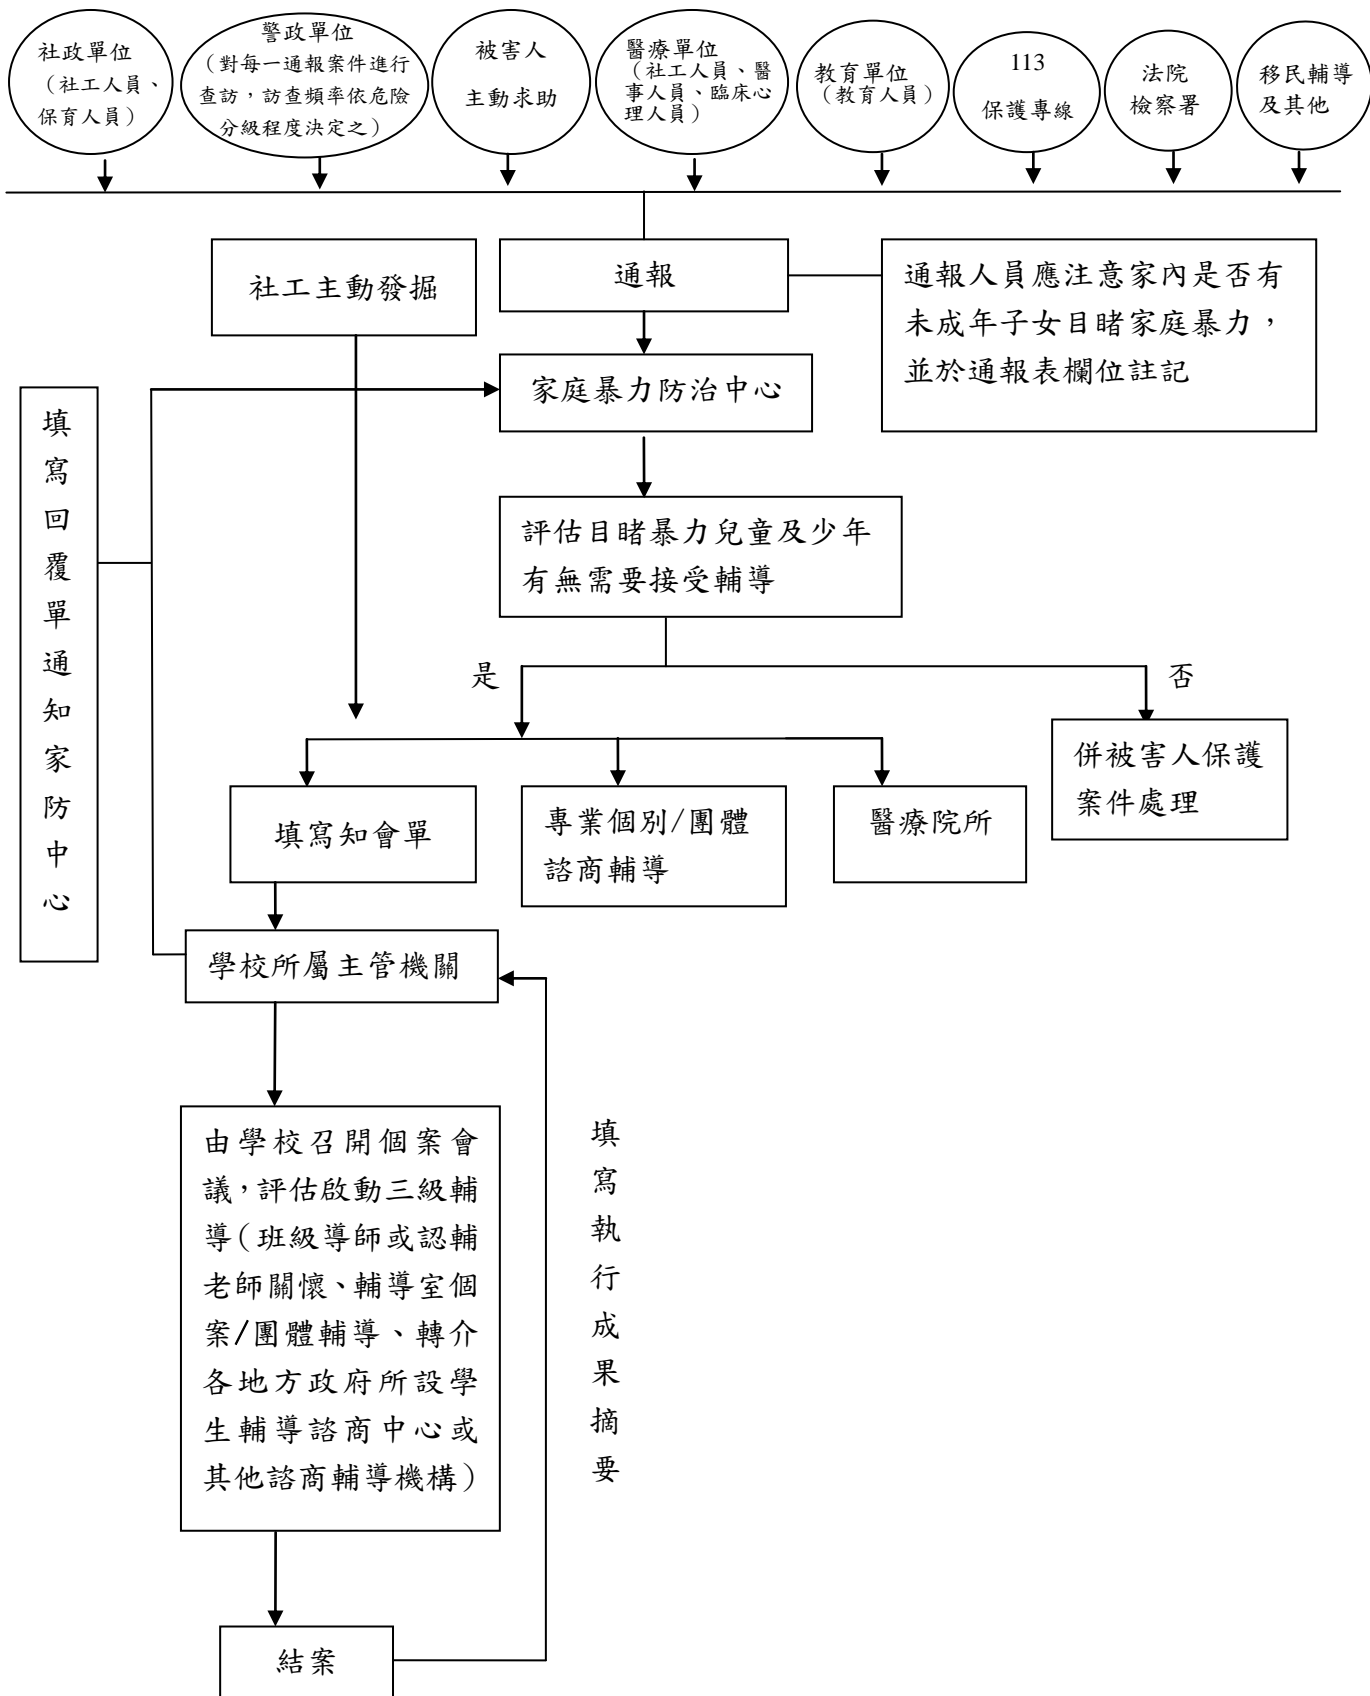 社政單位
（社工人員、
保育人員）
警政單位
（對每一通報案件進行
查訪，訪查頻率依危險
分級程度決定之）
被害人
主動求助
醫療單位
（社工人員、醫
事人員、臨床心
理人員）
教育單位
（教育人員）
113
保護專線
法院
檢察署
移民輔導
及其他
社工主動發掘
通報
通報人員應注意家內是否有
未成年子女目睹家庭暴力，
並於通報表欄位註記
家庭暴力防治中心
填寫回覆單通知家防中心
評估目睹暴力兒童及少年
有無需要接受輔導
是
否
填寫知會單
專業個別/團體
諮商輔導
醫療院所
併被害人保護
案件處理
學校所屬主管機關
由學校召開個案會
議，評估啟動三級輔
導（班級導師或認輔
老師關懷、輔導室個
案/團體輔導、轉介
各地方政府所設學
生輔導諮商中心或
其他諮商輔導機構）
填寫執行成果摘要
結案